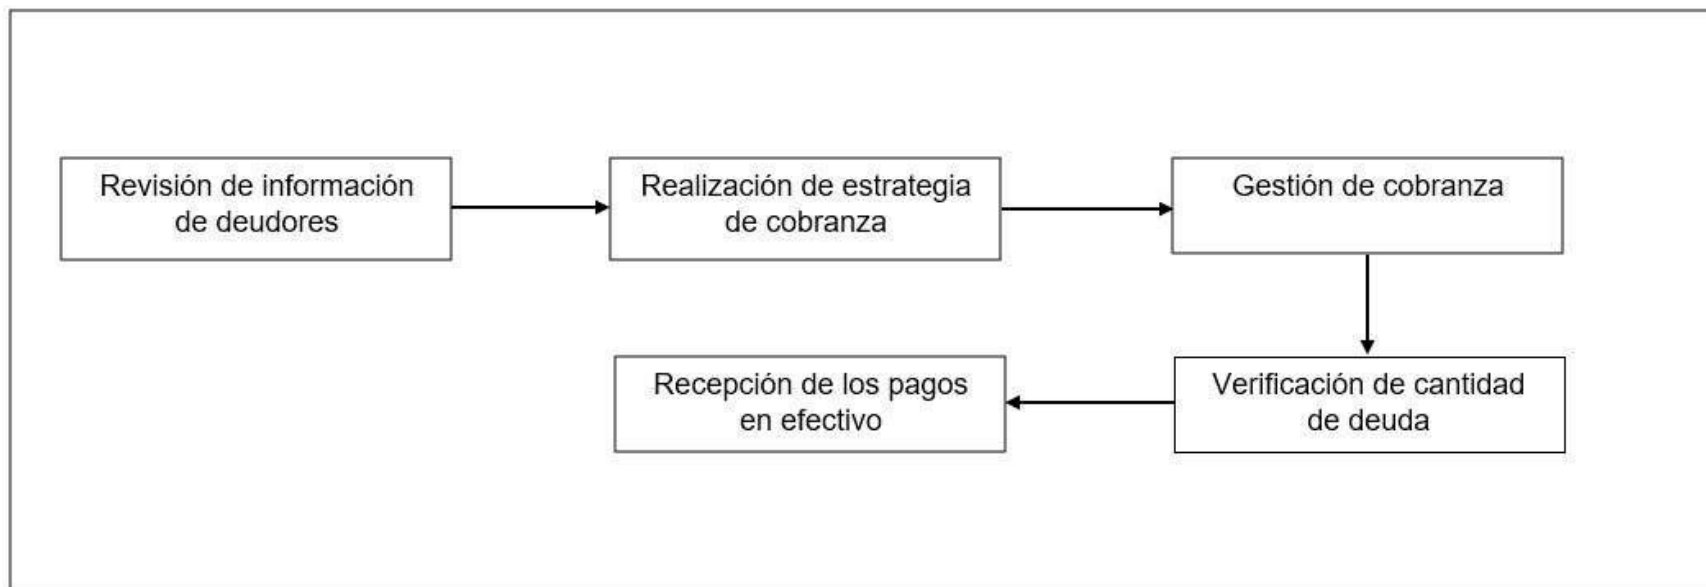 Revisión de información
de deudores
Realización de estrategia
de cobranza
Gestión de cobranza
Verificación de cantidad
de deuda
Recepción de los pagos
en efectivo